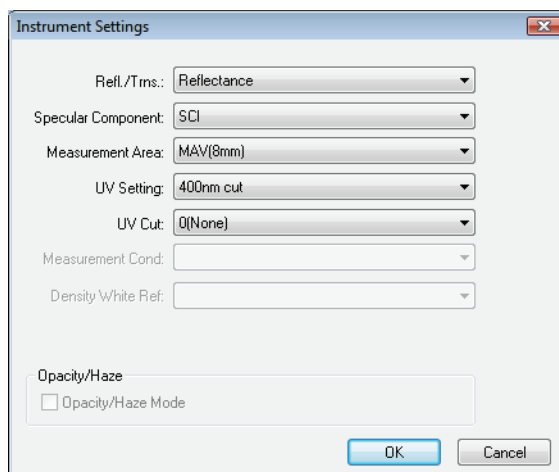 Instrument Settings
Refl./Trns.: Reflectance
Specular Component: SCI
Measurement Area: MAV(8mm)
UV Setting: 400nm cut
UV Cut: 0(None)
Measurement Cond:
Density White Ref:
Opacity/Haze
Opacity/Haze Mode
OK Cancel